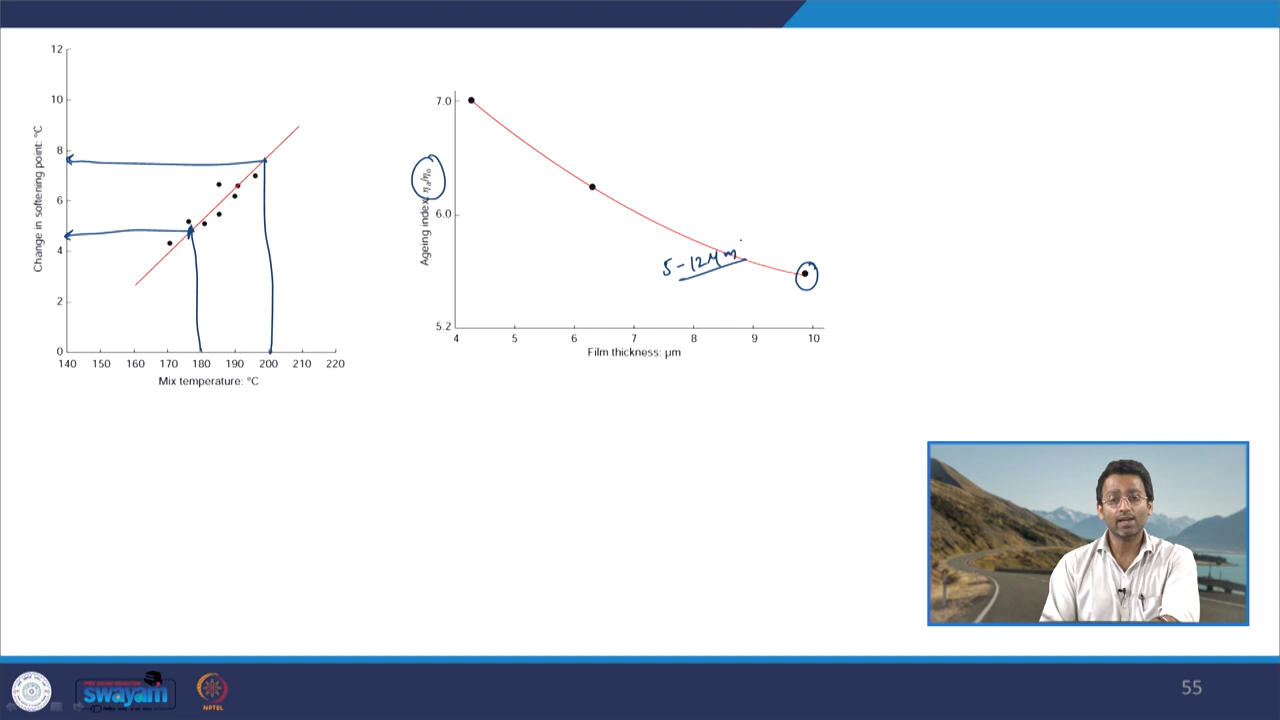 12
10
8
6
4
2
0
140 150 160 170 180 190 200 210 220
Mix temperature: °C
Change in softening point: °C
7.0
6.0
5.2
4 5 6 7 8 9 10
Film thickness: µm
Ageing index: ηa/ηo
5-12 µm
55
swayam
NPTEL